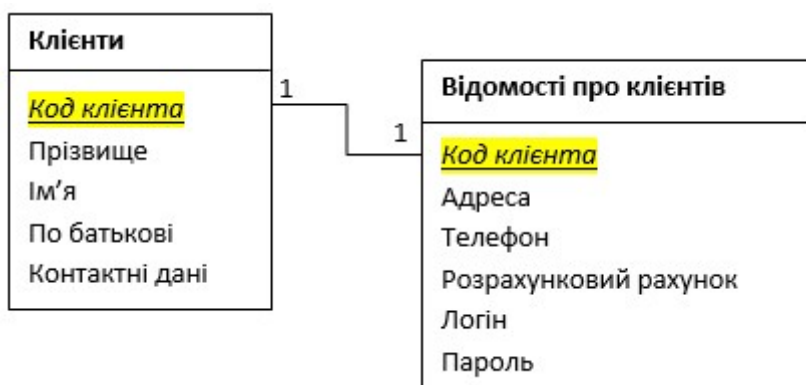 Клієнти
Код клієнта
Прізвище
Ім’я
По батькові
Контактні дані
1
1
Відомості про клієнтів
Код клієнта
Адреса
Телефон
Розрахунковий рахунок
Логін
Пароль